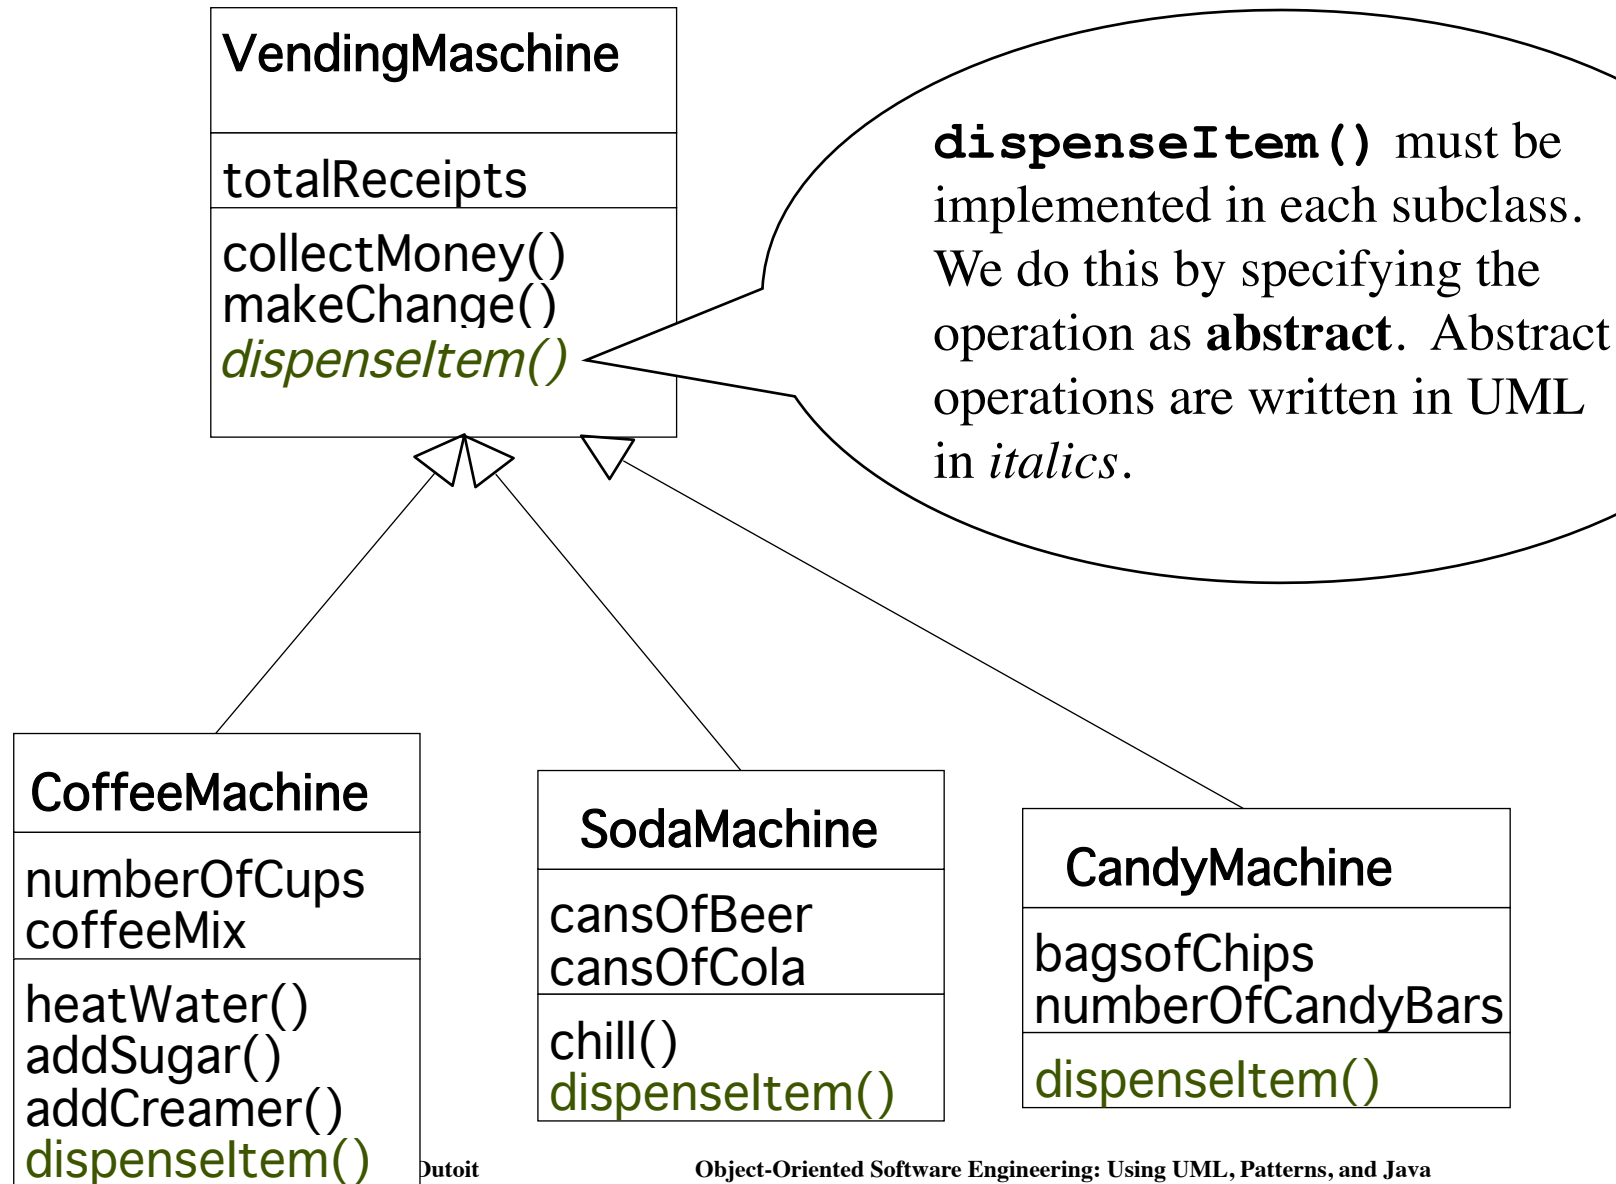 VendingMaschine
totalReceipts
collectMoney()
makeChange()
dispenseItem()
dispenseItem() must be
implemented in each subclass.
We do this by specifying the
operation as abstract. Abstract
operations are written in UML
in italics.
CoffeeMachine
numberOfCups
coffeeMix
heatWater()
addSugar()
addCreamer()
dispenseItem()
SodaMachine
cansOfBeer
cansOfCola
chill()
dispenseItem()
CandyMachine
bagsofChips
numberOfCandyBars
dispenseItem()
Dutoit
Object-Oriented Software Engineering: Using UML, Patterns, and Java